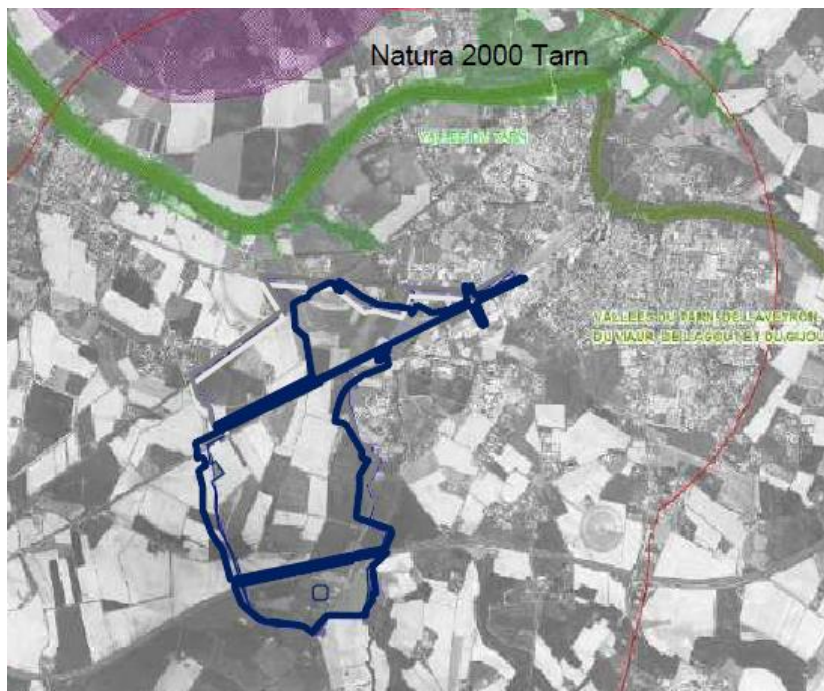 Natura 2000 Tarn
VALLEE DU TARN
VALLEES DU TARN, DE L'AVEYRON,
DU VIAUR, DE L'AGOUT ET DU GIJOU